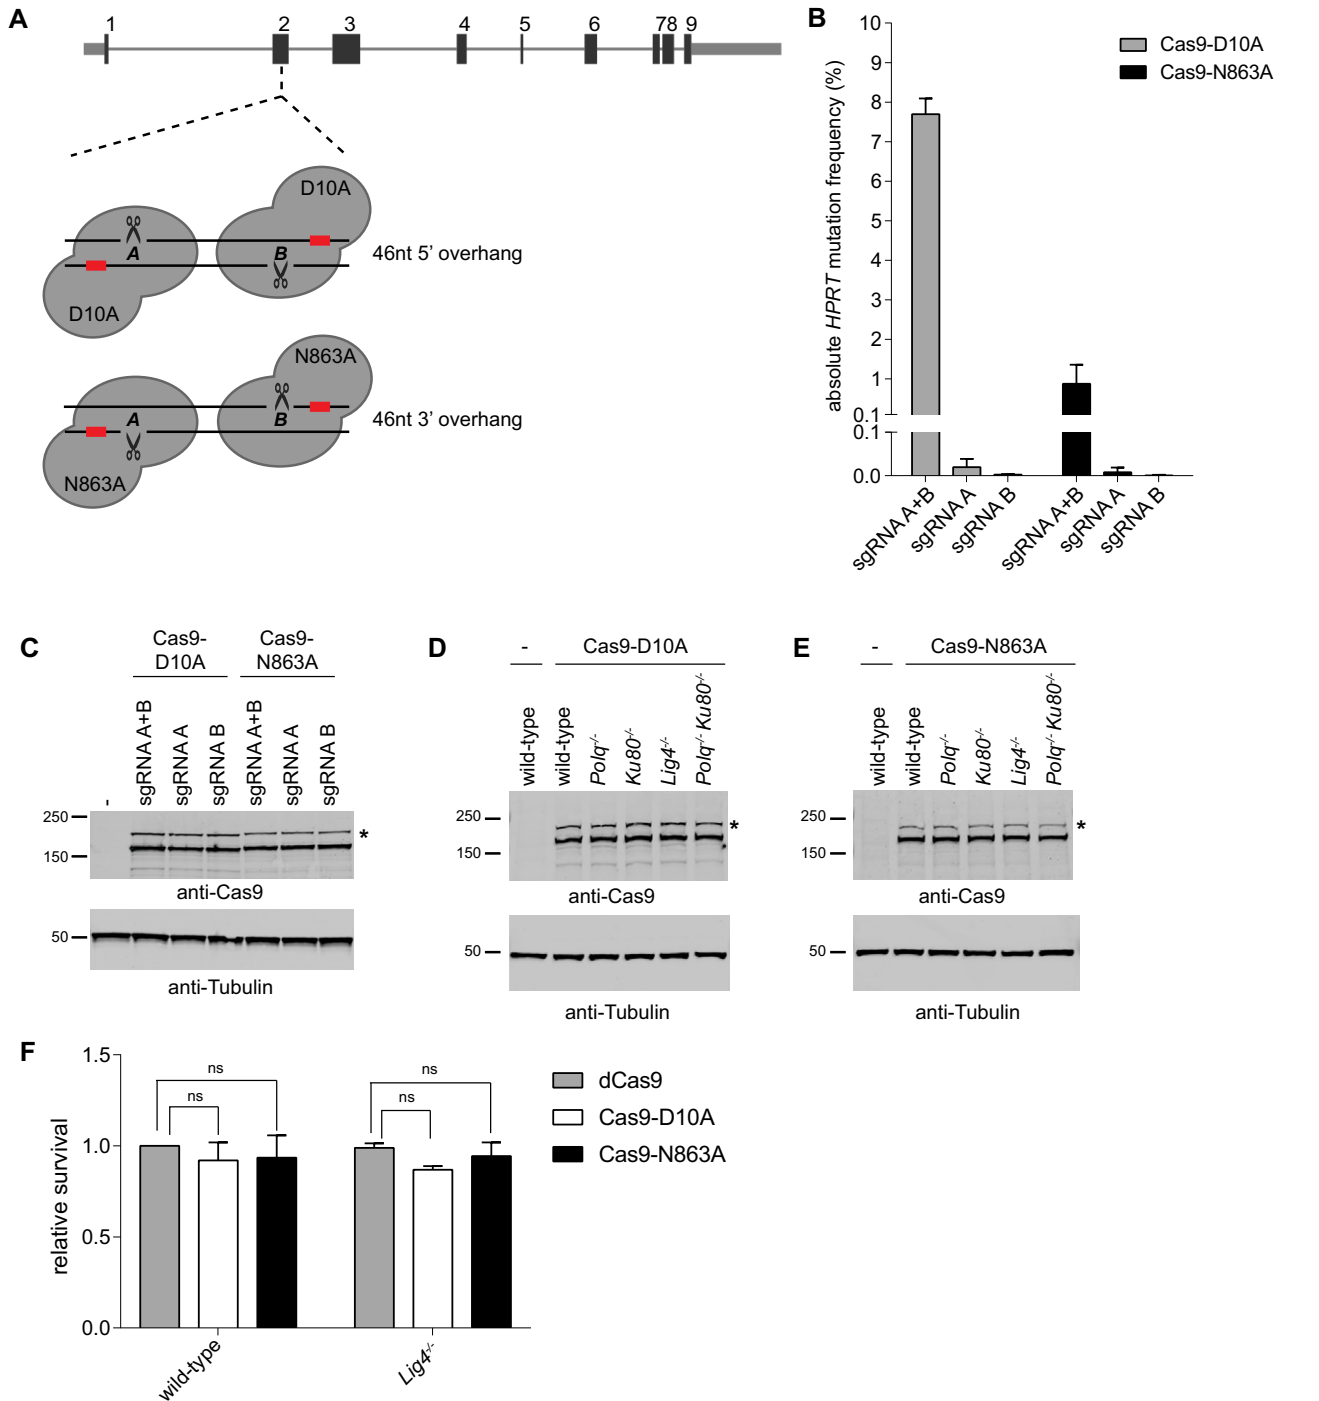 A
1 2 3 4 5 6 78 9
D10A
A B
46nt 5’ overhang
D10A
N863A
A B
46nt 3’ overhang
N863A
B
absolute HPRT mutation frequency (%)
10
9
8
7
6
5
4
3
2
1
0.1
0.1
0.0
Cas9-D10A
Cas9-N863A
sgRNA A+B
sgRNA A
sgRNA B
sgRNA A+B
sgRNA A
sgRNA B
C
Cas9-
D10A
Cas9-
N863A
-
sgRNA A+B
sgRNA A
sgRNA B
sgRNA A+B
sgRNA A
sgRNA B
250
*
150
anti-Cas9
50
anti-Tubulin
D
-
Cas9-D10A
wild-type
wild-type
Polq-/-
Ku80-/-
Lig4-/-
Polq-/- Ku80-/-
250
*
150
anti-Cas9
50
anti-Tubulin
E
-
Cas9-N863A
wild-type
wild-type
Polq-/-
Ku80-/-
Lig4-/-
Polq-/- Ku80-/-
250
*
150
anti-Cas9
50
anti-Tubulin
F
relative survival
1.5
1.0
0.5
0.0
ns
ns
ns
ns
dCas9
Cas9-D10A
Cas9-N863A
wild-type
Lig4-/-